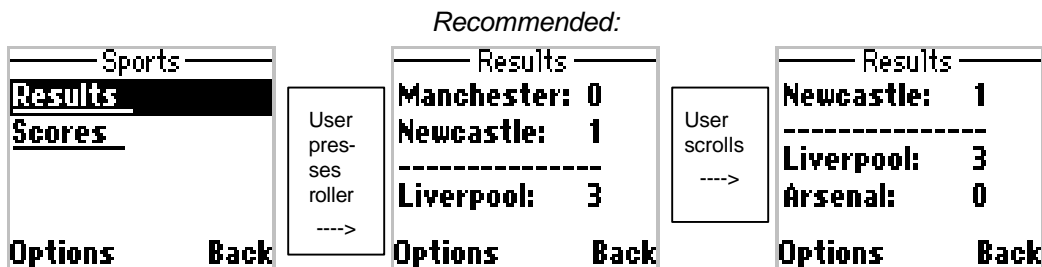 Recommended:
Sports
Results
Scores
Options Back
User
pres-
ses
roller
---->
Results
Manchester: 0
Newcastle: 1
---------------
Liverpool: 3
Options Back
User
scrolls
---->
Results
Newcastle: 1
---------------
Liverpool: 3
Arsenal: 0
Options Back